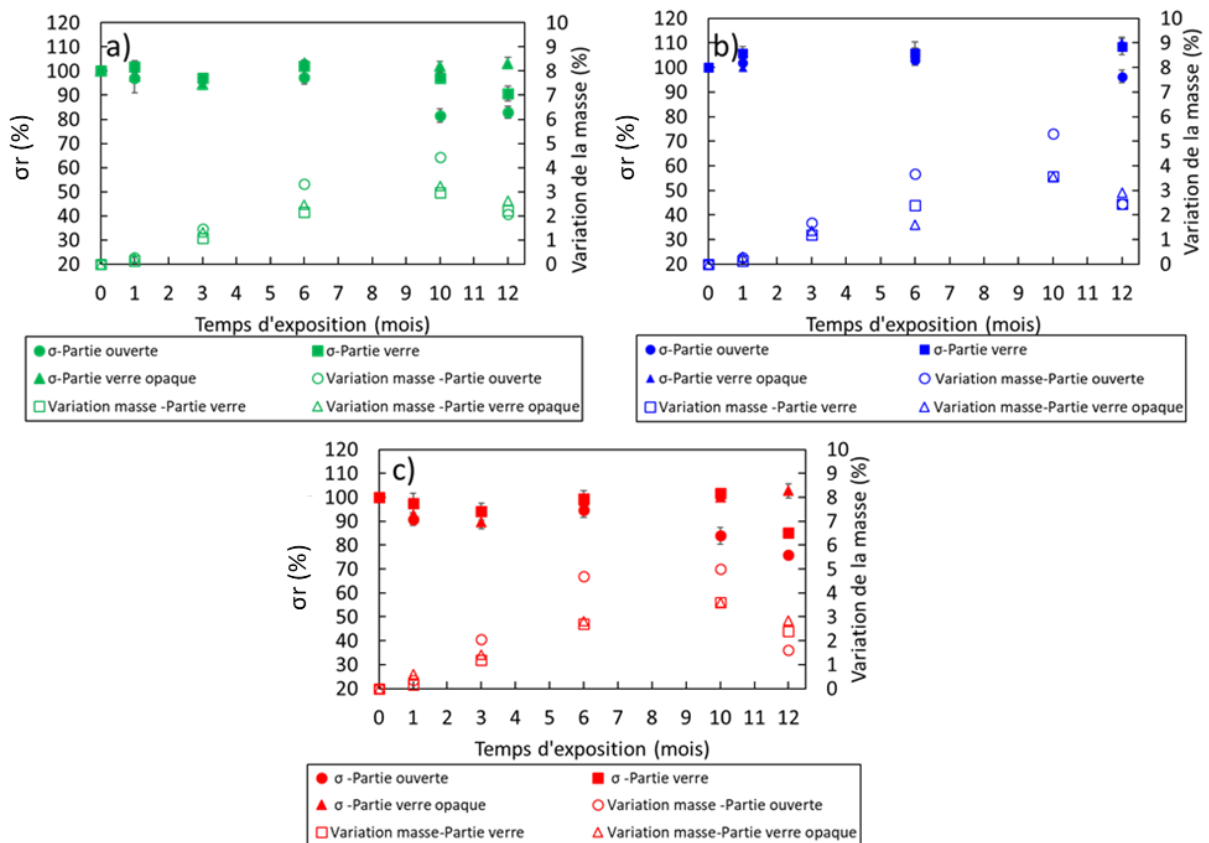 a)
σr (%)
120
110
100
90
80
70
60
50
40
30
20
10
9
8
7
6
5
4
3
2
1
0
Variation de la masse (%)
0 1 2 3 4 5 6 7 8 9 10 11 12
Temps d'exposition (mois)
σ-Partie ouverte
σ-Partie verre
σ-Partie verre opaque
Variation masse -Partie ouverte
Variation masse -Partie verre
Variation masse-Partie verre opaque
b)
σr (%)
120
110
100
90
80
70
60
50
40
30
20
10
9
8
7
6
5
4
3
2
1
0
Variation de la masse (%)
0 1 2 3 4 5 6 7 8 9 10 11 12
Temps d'exposition (mois)
σ-Partie ouverte
σ-Partie verre
σ-Partie verre opaque
Variation masse-Partie ouverte
Variation masse -Partie verre
Variation masse-Partie verre opaque
c)
σr (%)
120
110
100
90
80
70
60
50
40
30
20
10
9
8
7
6
5
4
3
2
1
0
Variation de la masse (%)
0 1 2 3 4 5 6 7 8 9 10 11 12
Temps d'exposition (mois)
σ -Partie ouverte
σ -Partie verre
σ -Partie verre opaque
Variation masse -Partie ouverte
Variation masse-Partie verre
Variation masse-Partie verre opaque